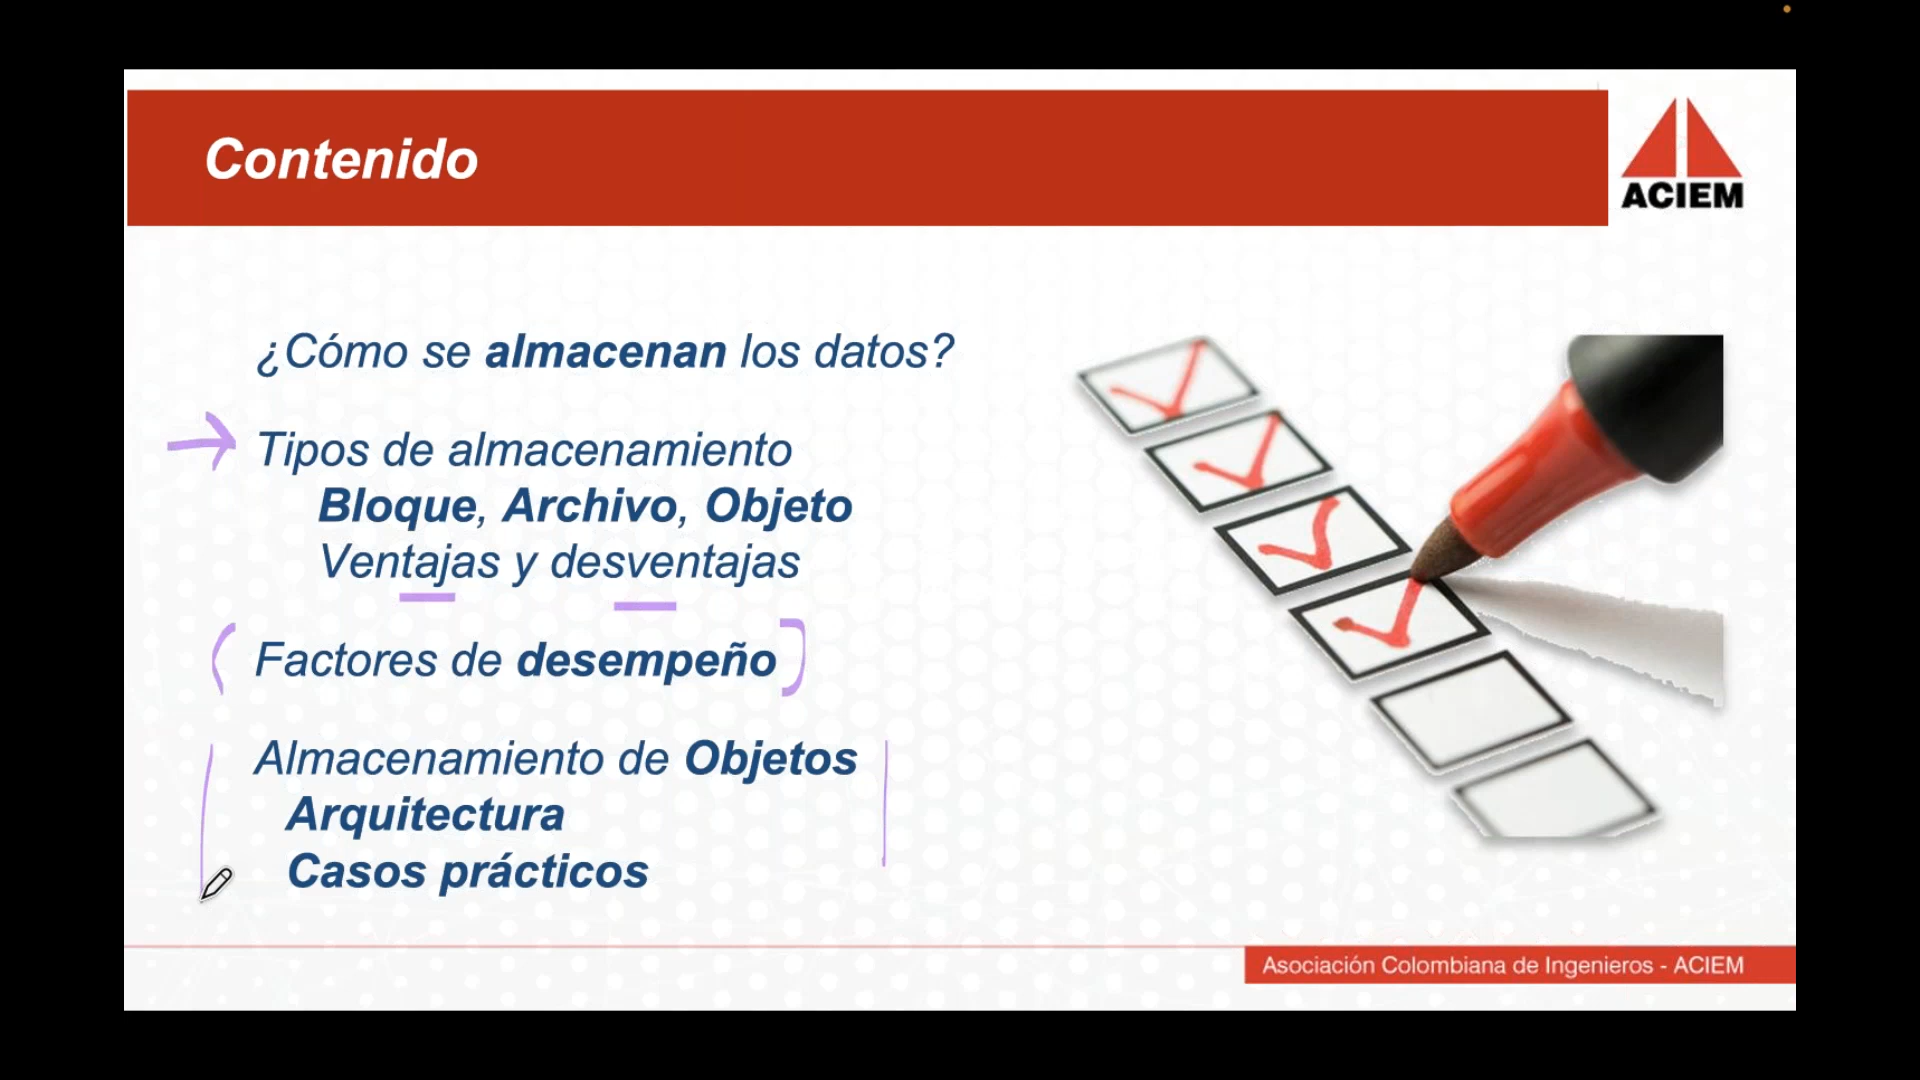 Contenido
ACIEM
¿Cómo se almacenan los datos?
Tipos de almacenamiento
Bloque, Archivo, Objeto
Ventajas y desventajas
Factores de desempeño
Almacenamiento de Objetos
Arquitectura
Casos prácticos
Asociación Colombiana de Ingenieros - ACIEM